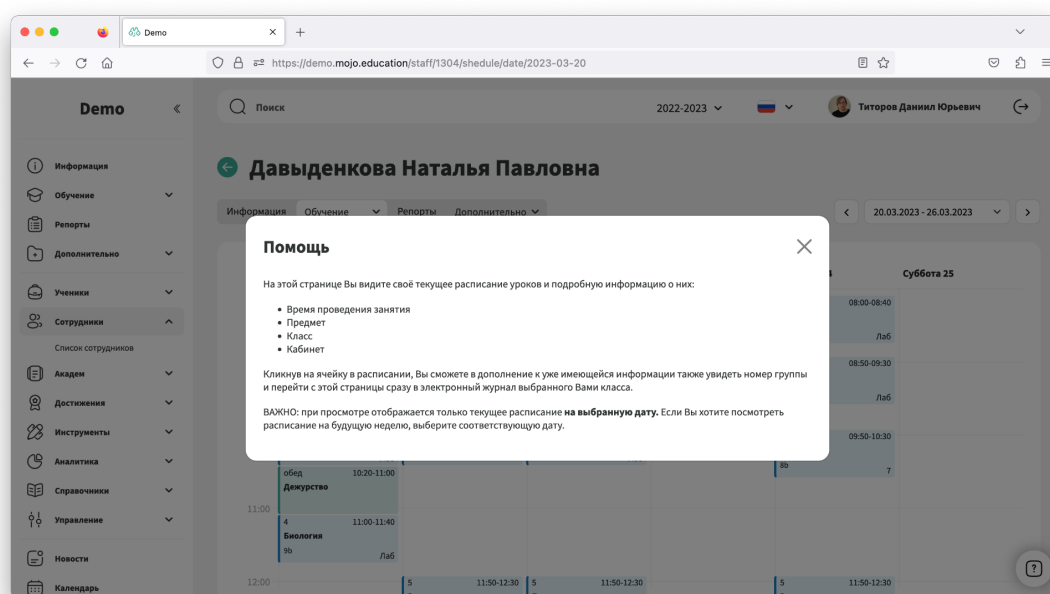 Demo
https://demo.mojo.education/staff/1304/shedule/date/2023-03-20
Demo
Поиск
2022-2023
Титоров Даниил Юрьевич
Информация
Обучение
Репорты
Дополнительно
Ученики
Сотрудники
Список сотрудников
Академ
Достижения
Инструменты
Аналитика
Справочники
Управление
Новости
Календарь
Давыденкова Наталья Павловна
Информация Обучение Репорты Дополнительно
20.03.2023 - 26.03.2023
Помощь
На этой странице Вы видите своё текущее расписание уроков и подробную информацию о них:
• Время проведения занятия
• Предмет
• Класс
• Кабинет
Кликнув на ячейку в расписании, Вы сможете в дополнение к уже имеющейся информации также увидеть номер группы
и перейти с этой страницы сразу в электронный журнал выбранного Вами класса.
ВАЖНО: при просмотре отображается только текущее расписание на выбранную дату. Если Вы хотите посмотреть
расписание на будущую неделю, выберите соответствующую дату.
Суббота 25
08:00-08:40
Лаб
08:50-09:30
Лаб
09:50-10:30
8b 7
обед 10:20-11:00
Дежурство
11:00
4 11:00-11:40
Биология
9b Лаб
12:00
5 11:50-12:30
5 11:50-12:30
5 11:50-12:30
?